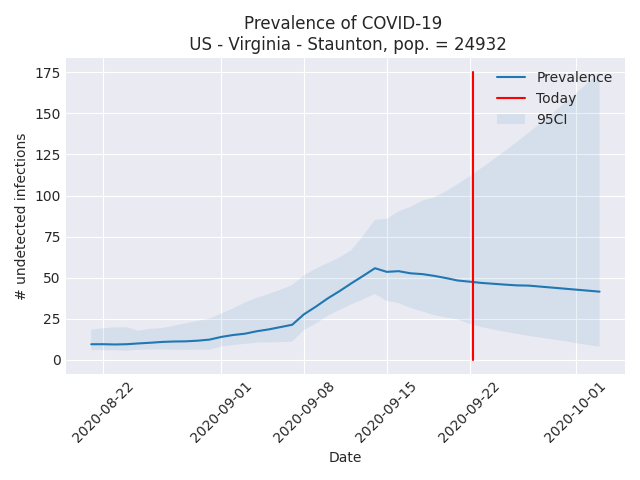 Prevalence of COVID-19
US - Virginia - Staunton, pop. = 24932
175
150
125
100
75
50
25
0
# undetected infections
Prevalence
Today
95CI
2020-08-22
2020-09-01
2020-09-08
2020-09-15
2020-09-22
2020-10-01
Date